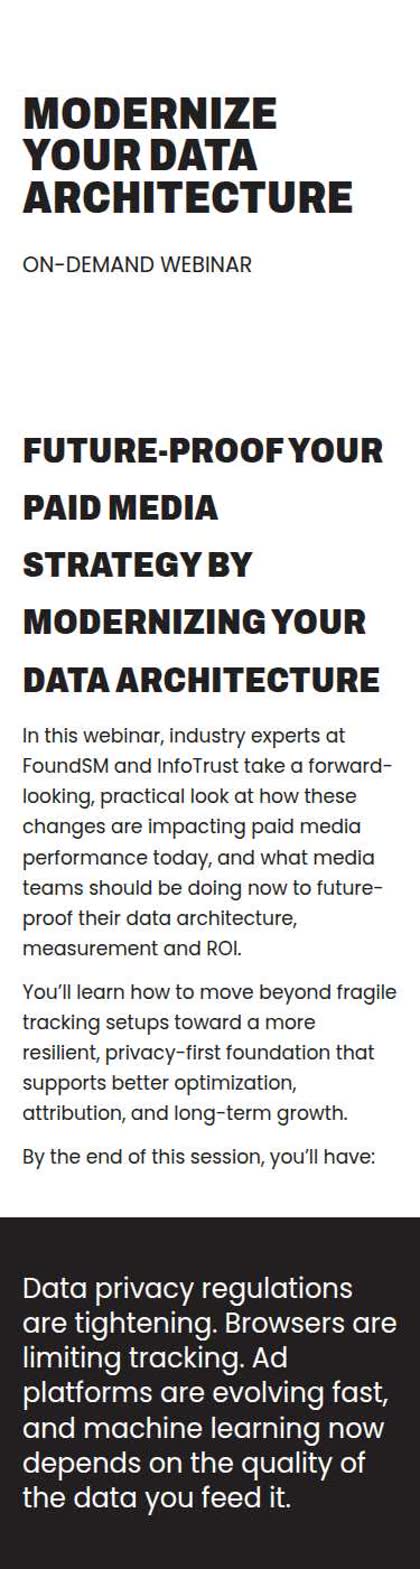 MODERNIZE
YOUR DATA
ARCHITECTURE
ON-DEMAND WEBINAR
FUTURE-PROOF YOUR
PAID MEDIA
STRATEGY BY
MODERNIZING YOUR
DATA ARCHITECTURE
In this webinar, industry experts at
FoundSM and InfoTrust take a forward-
looking, practical look at how these
changes are impacting paid media
performance today, and what media
teams should be doing now to future-
proof their data architecture,
measurement and ROI.
You’ll learn how to move beyond fragile
tracking setups toward a more
resilient, privacy-first foundation that
supports better optimization,
attribution, and long-term growth.
By the end of this session, you’ll have:
Data privacy regulations
are tightening. Browsers are
limiting tracking. Ad
platforms are evolving fast,
and machine learning now
depends on the quality of
the data you feed it.